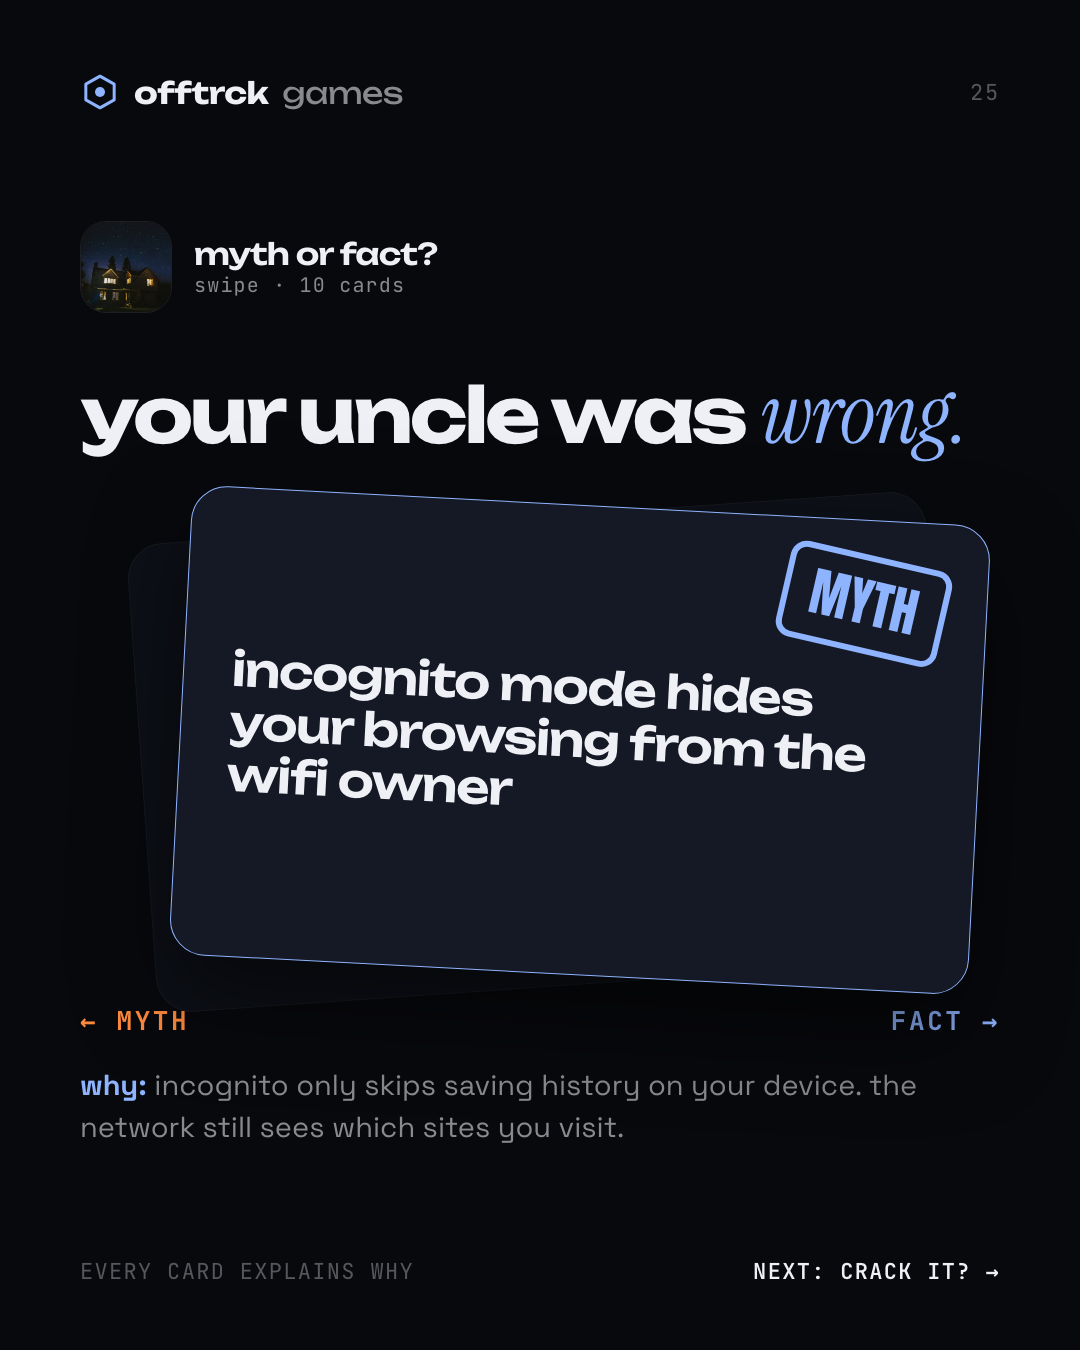 offtrck games
25
myth or fact?
swipe · 10 cards
your uncle was wrong.
MYTH
incognito mode hides
your browsing from the
wifi owner
← MYTH
FACT →
why: incognito only skips saving history on your device. the
network still sees which sites you visit.
EVERY CARD EXPLAINS WHY
NEXT: CRACK IT? →